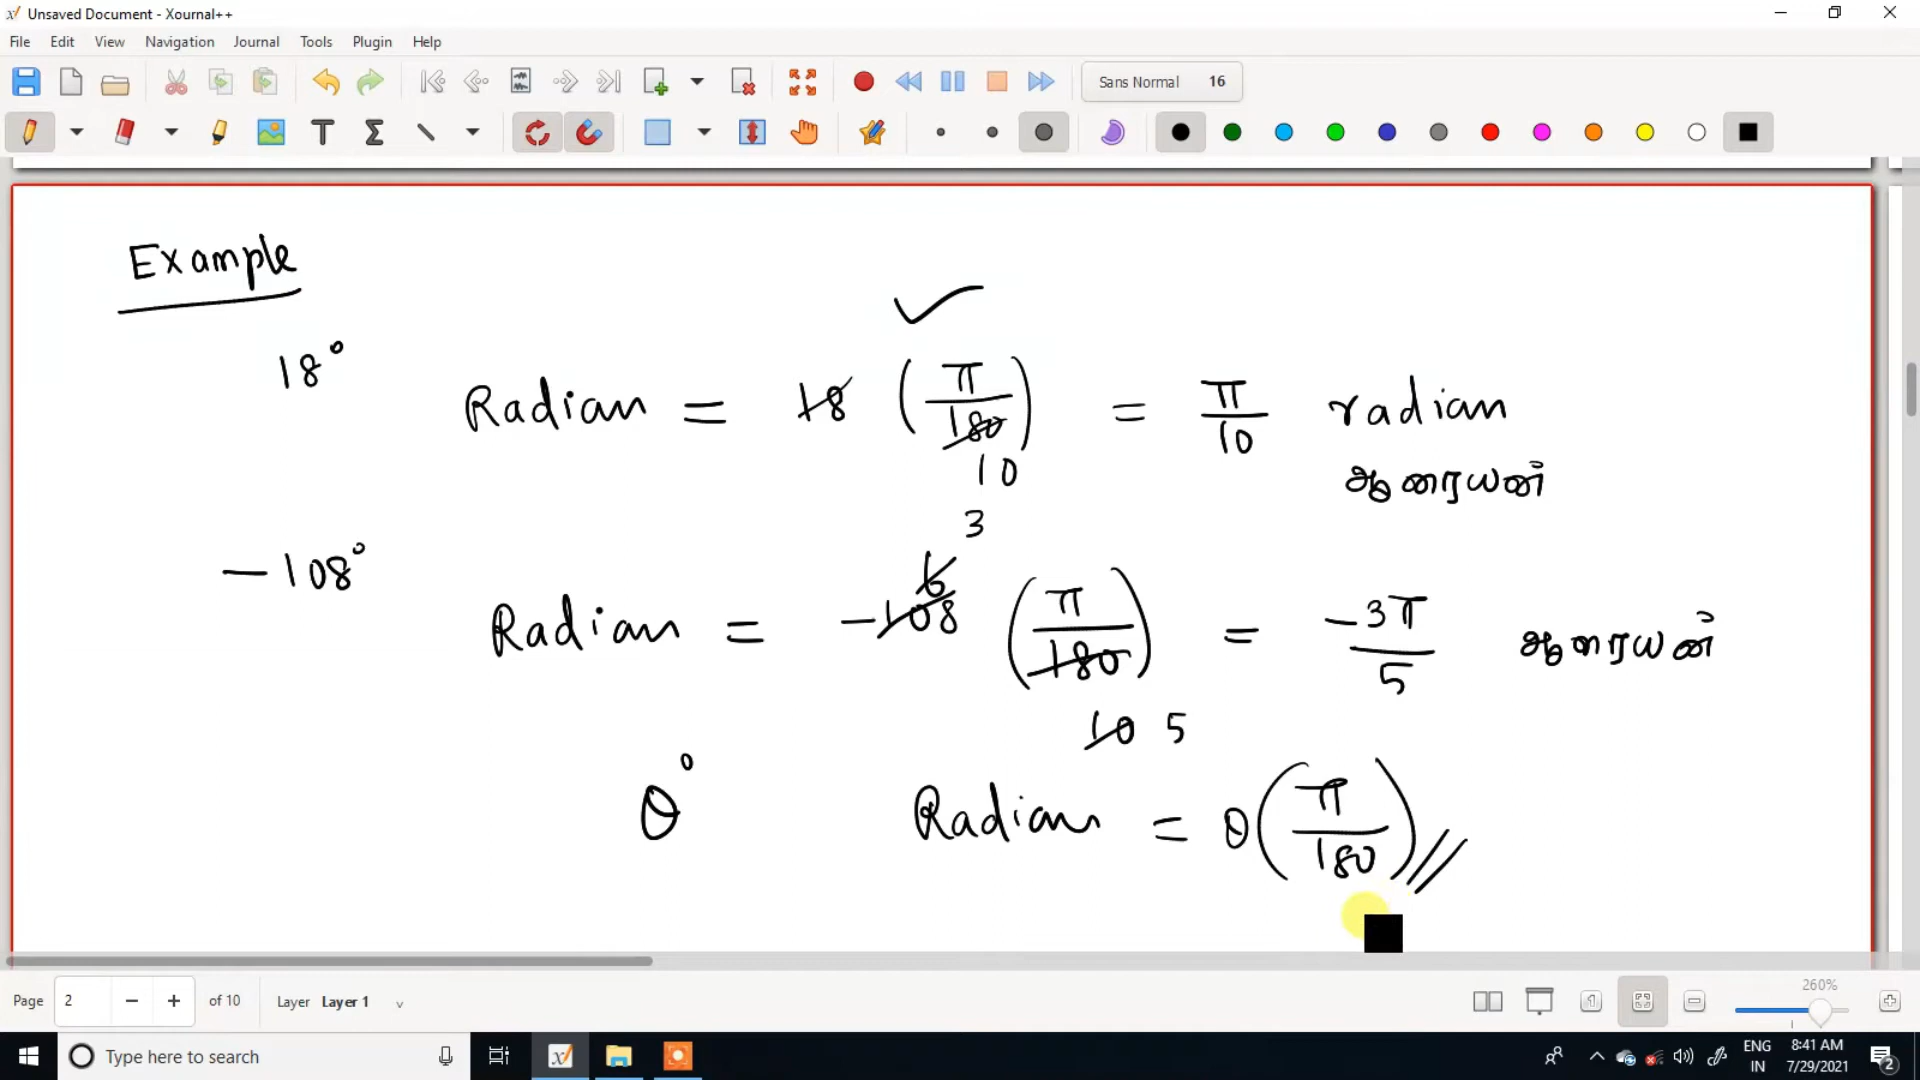 Unsaved Document - Xournal++
File Edit View Navigation Journal Tools Plugin Help
Sans Normal 16
Example
18°
Radian = 18 (π/180) = π/10 radian
10
ஆரையன்
3
6
-108°
Radian = -108 (π/180) = -3π/5 ஆரையன்
10 5
θ° Radian = θ(π/180)
Page 2 of 10 Layer Layer 1
260%
Type here to search
ENG 8:41 AM
IN 7/29/2021
2